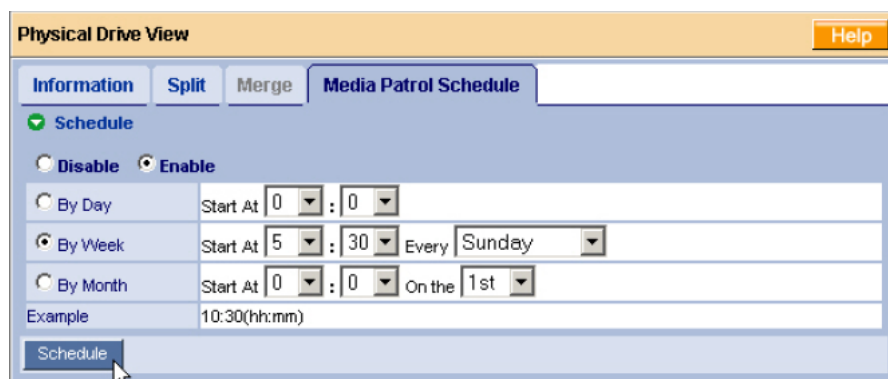 Physical Drive View Help
Information Split Merge Media Patrol Schedule
Schedule
Disable Enable
By Day Start At 0 : 0
By Week Start At 5 : 30 Every Sunday
By Month Start At 0 : 0 On the 1st
Example 10:30(hh:mm)
Schedule